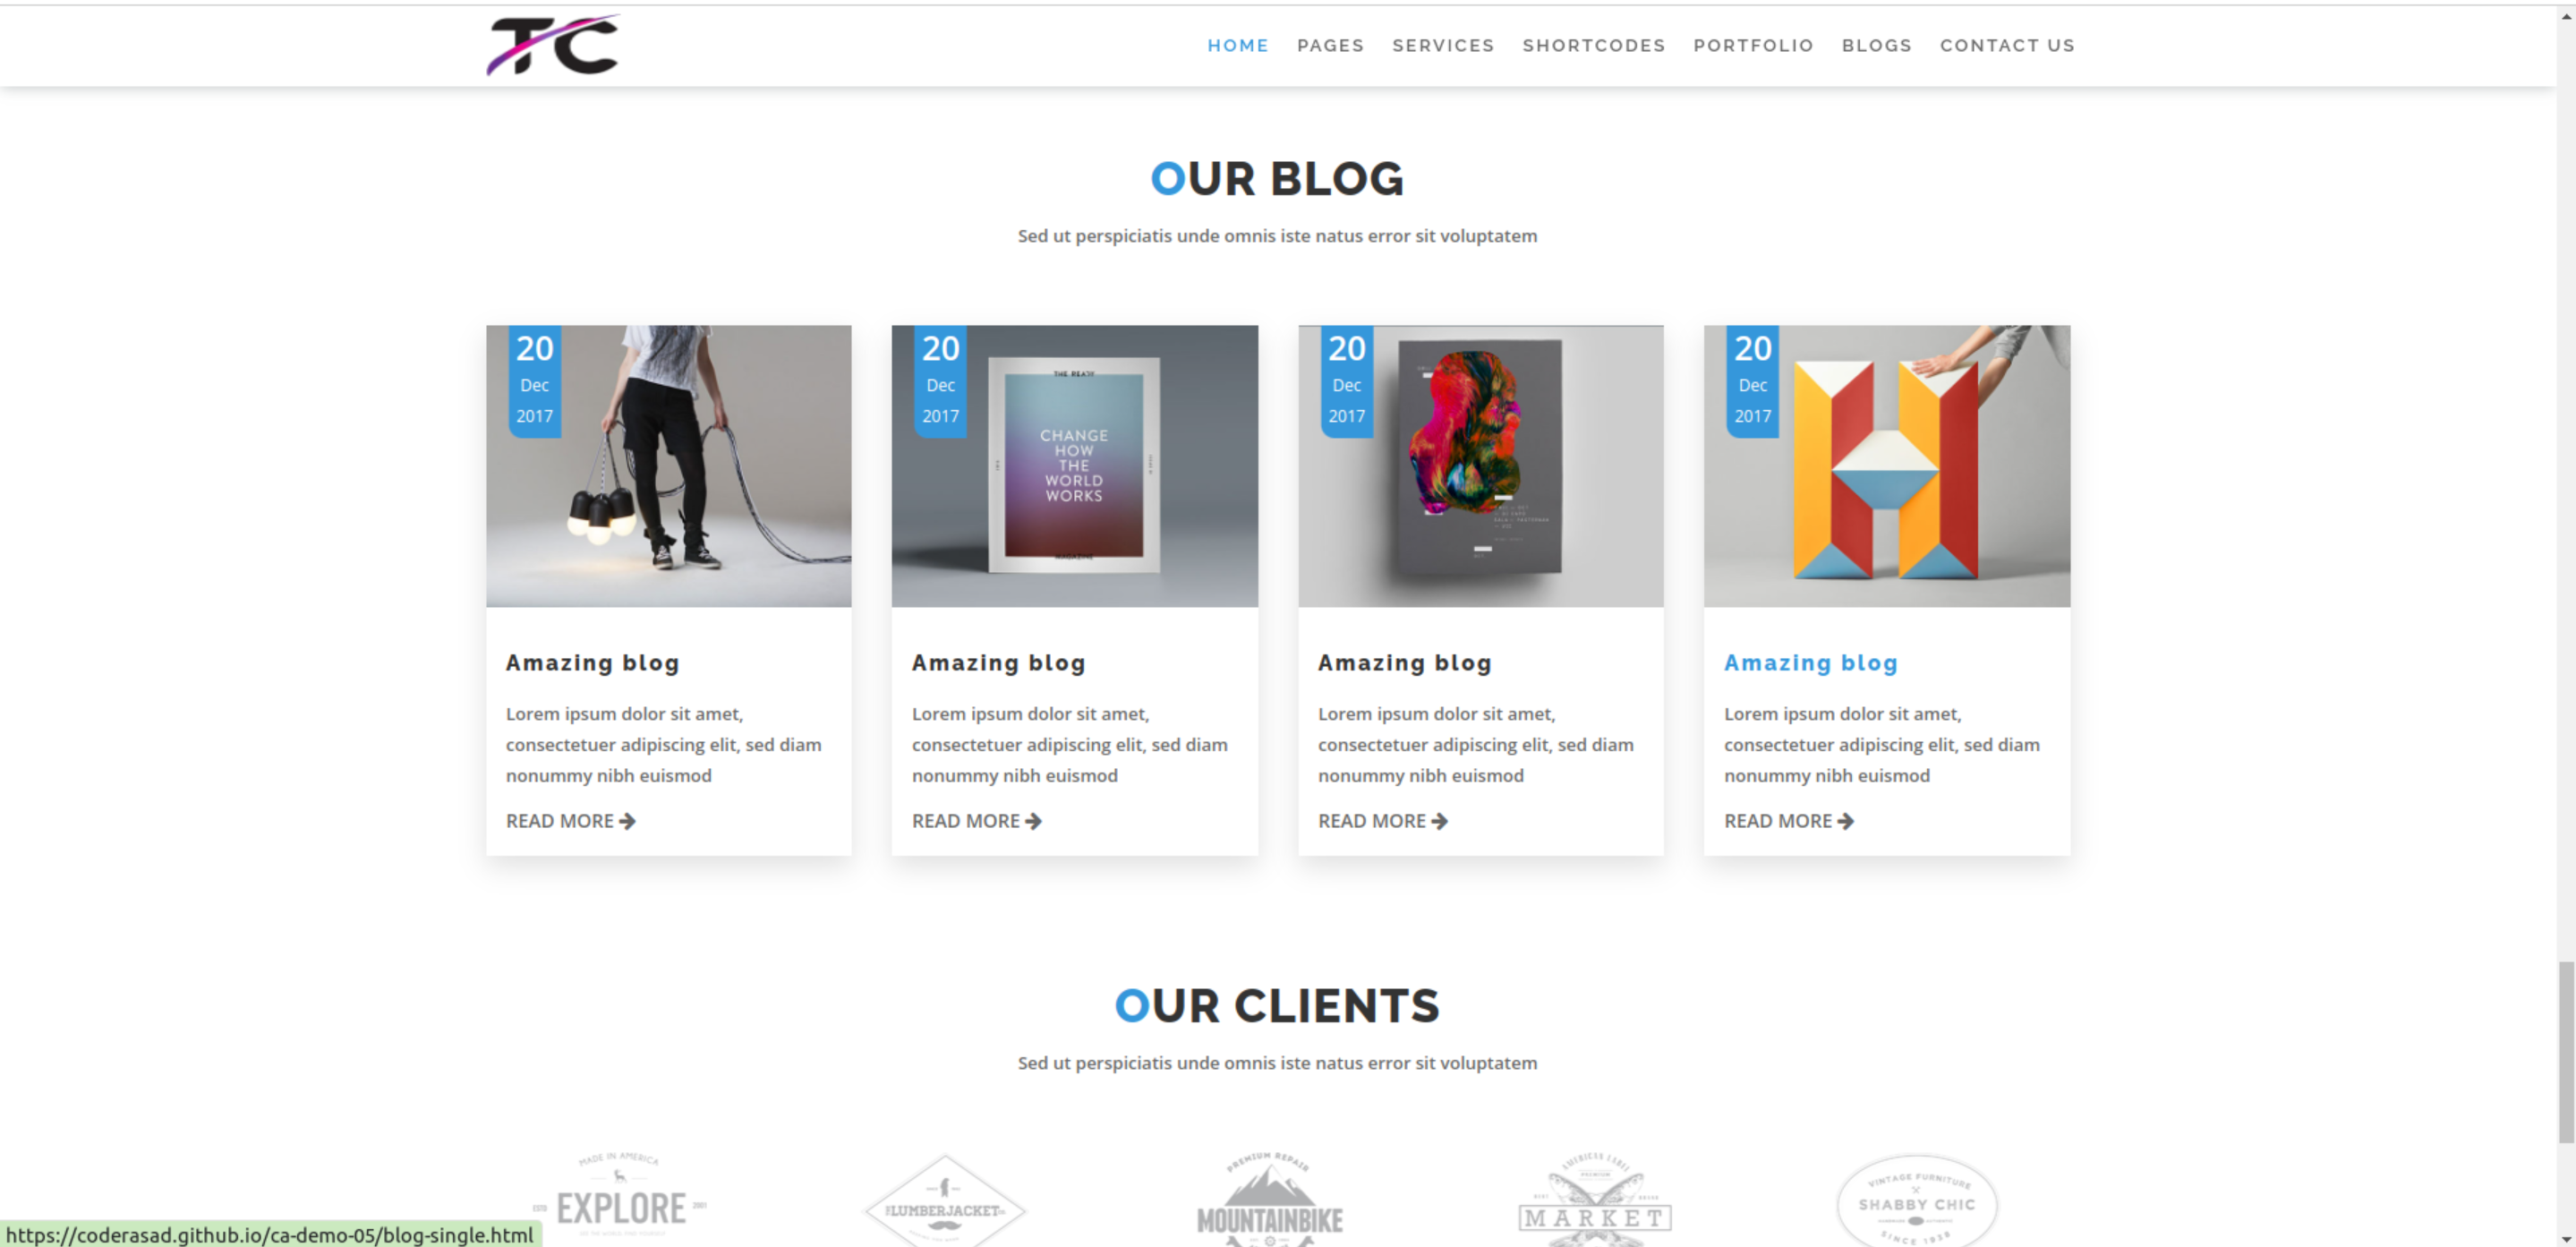 TC
HOME PAGES SERVICES SHORTCODES PORTFOLIO BLOGS CONTACT US
OUR BLOG
Sed ut perspiciatis unde omnis iste natus error sit voluptatem
20
Dec
2017
Amazing blog
Lorem ipsum dolor sit amet,
consectetuer adipiscing elit, sed diam
nonummy nibh euismod
READ MORE
20
Dec
2017
CHANGE
HOW
THE
WORLD
WORKS
MAGAZINE
Amazing blog
Lorem ipsum dolor sit amet,
consectetuer adipiscing elit, sed diam
nonummy nibh euismod
READ MORE
20
Dec
2017
Amazing blog
Lorem ipsum dolor sit amet,
consectetuer adipiscing elit, sed diam
nonummy nibh euismod
READ MORE
20
Dec
2017
H
Amazing blog
Lorem ipsum dolor sit amet,
consectetuer adipiscing elit, sed diam
nonummy nibh euismod
READ MORE
OUR CLIENTS
Sed ut perspiciatis unde omnis iste natus error sit voluptatem
MADE IN AMERICA
ESTD EXPLORE 2001
LUMBERJACKET
PREMIUM REPAIR
MOUNTAINBIKE
AMERICAN LABEL
PREMIUM
MARKET
VINTAGE FURNITURE
SHABBY CHIC
SINCE 1939
https://coderasad.github.io/ca-demo-05/blog-single.html